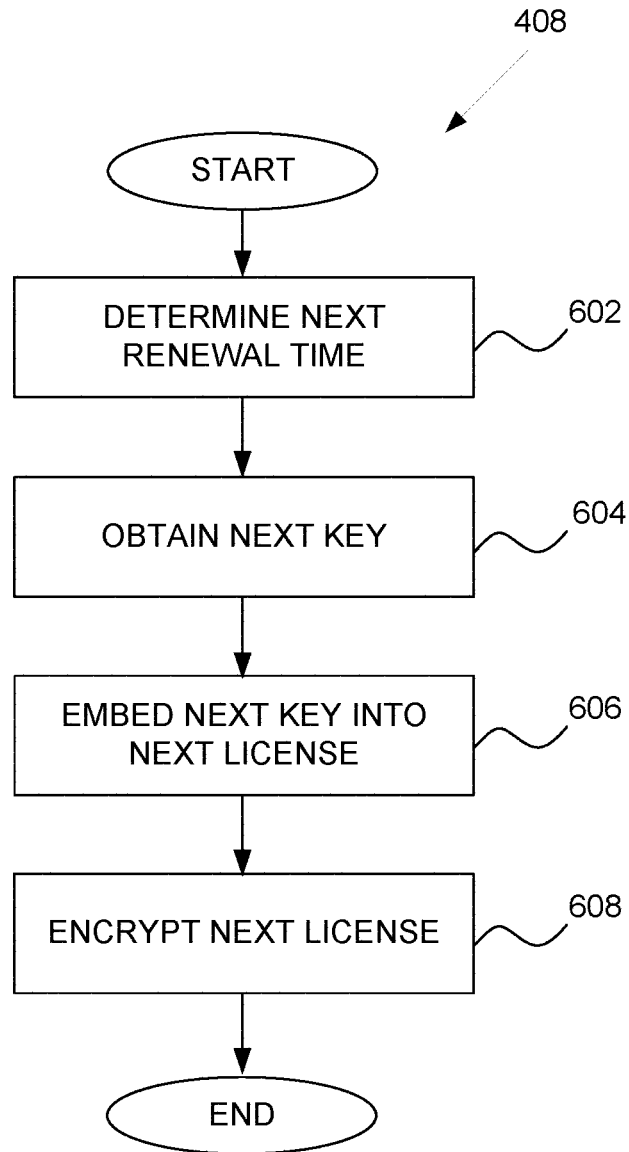 408
START
DETERMINE NEXT
RENEWAL TIME
602
OBTAIN NEXT KEY
604
EMBED NEXT KEY INTO
NEXT LICENSE
606
ENCRYPT NEXT LICENSE
608
END